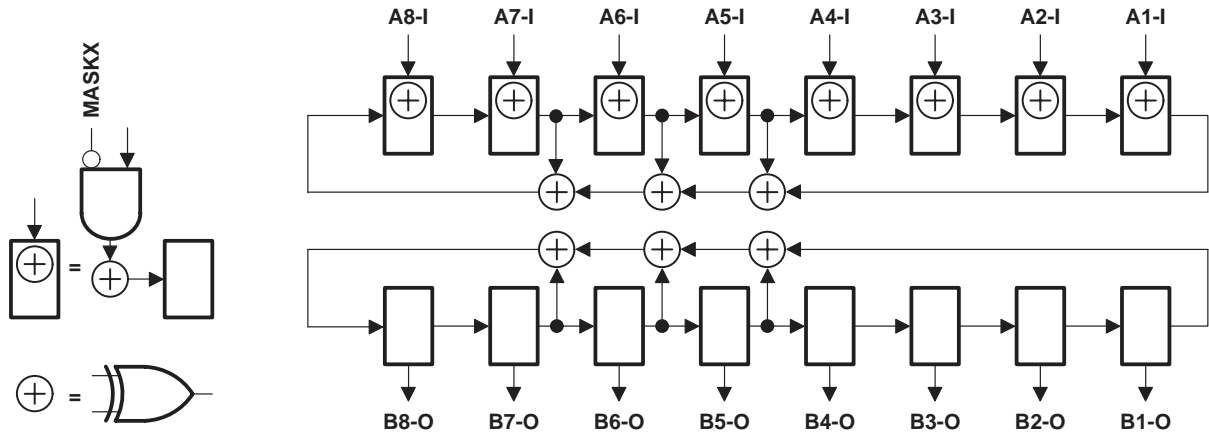 A8-I A7-I A6-I A5-I A4-I A3-I A2-I A1-I
MASKX
=
=
B8-O B7-O B6-O B5-O B4-O B3-O B2-O B1-O